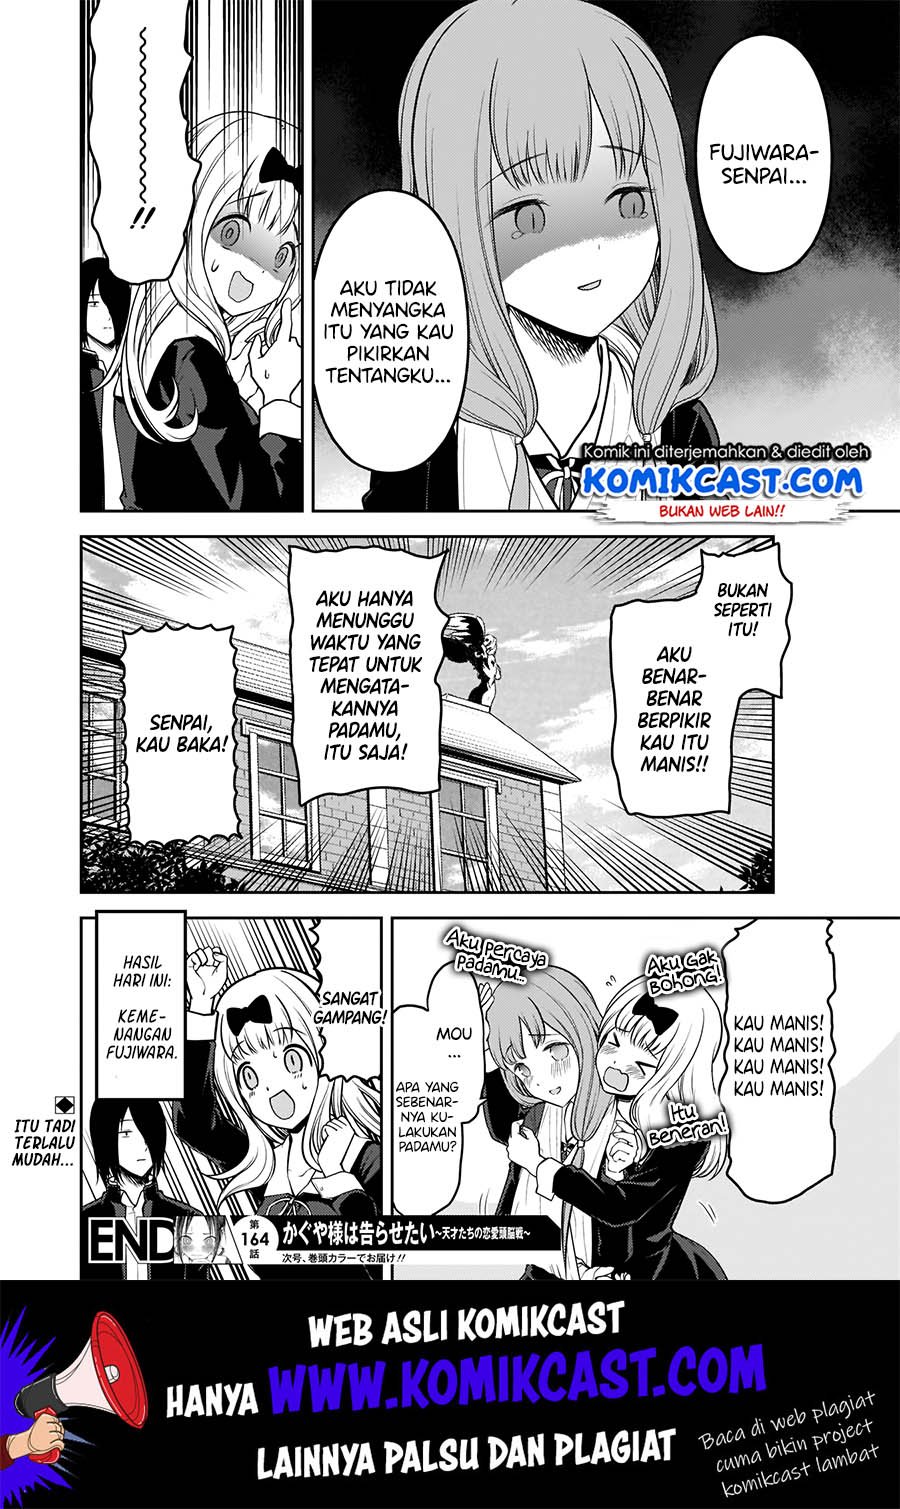 FUJIWARA-
SENPAI...
AKU TIDAK
MENYANGKA
ITU YANG KAU
PIKIRKAN
TENTANGKU...
!!
Komik ini diterjemahkan & diedit oleh
KOMIKCAST.COM
BUKAN WEB LAIN!!
BUKAN
SEPERTI
ITU!
AKU
BENAR-
BENAR
BERPIKIR
KAU ITU
MANIS!!
AKU HANYA
MENUNGGU
WAKTU YANG
TEPAT UNTUK
MENGATA-
KANNYA
PADAMU,
ITU SAJA!
SENPAI,
KAU BAKA!
KAU MANIS!
KAU MANIS!
KAU MANIS!
KAU MANIS!
Aku Gak
Bohong!
Itu
Beneran!
Aku percaya
Padamu...
MOU
...
APA YANG
SEBENAR-
NYA KU-
LAKUKAN
PADAMU?
SANGAT
GAMPANG!
HASIL
HARI INI:
KEME-
NANGAN
FUJIWARA.
ITU TADI
TERLALU
MUDAH...
END
第
164
話
かぐや様は告らせたい~天才たちの恋愛頭脳戦~
次号、巻頭カラーでお届け!!
WEB ASLI KOMIKCAST
HANYA WWW.KOMIKCAST.COM
LAINNYA PALSU DAN PLAGIAT
Baca di web plagiat
cuma bikin project
komikcast lambat